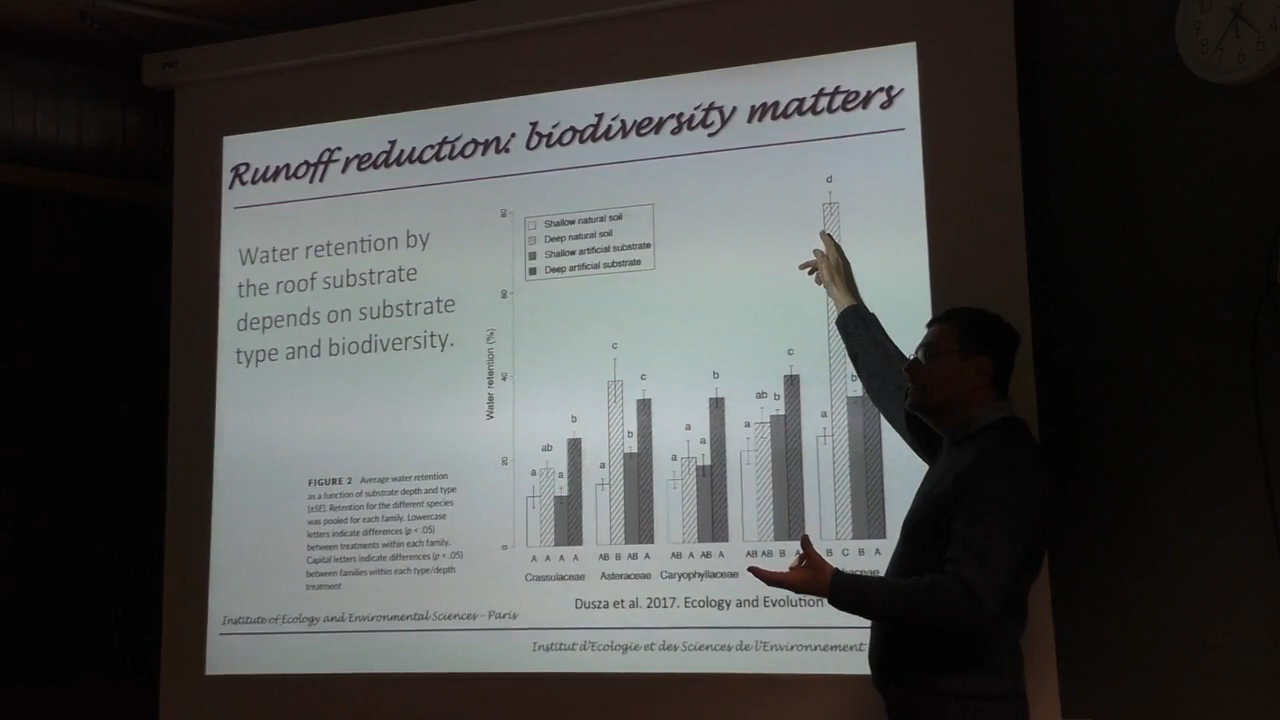 Runoff reduction: biodiversity matters
Water retention by
the roof substrate
depends on substrate
type and biodiversity.
Shallow natural soil
Deep natural soil
Shallow artificial substrate
Deep artificial substrate
Water retention (%)
80
60
40
20
0
a ab a b
a c b c
a a a b
a ab b c
a d b
A A A A
AB B AB A
AB A AB A
AB AB B A
B C B A
Crassulaceae Asteraceae Caryophyllaceae
FIGURE 2 Average water retention
as a function of substrate depth and type
(±SE). Retention for the different species
was pooled for each family. Lowercase
letters indicate differences (p < .05)
between treatments within each family.
Capital letters indicate differences (p < .05)
between families within each type/depth
treatment
Dusza et al. 2017. Ecology and Evolution
Institute of Ecology and Environmental Sciences - Paris
Institut d'Ecologie et des Sciences de l'Environnement